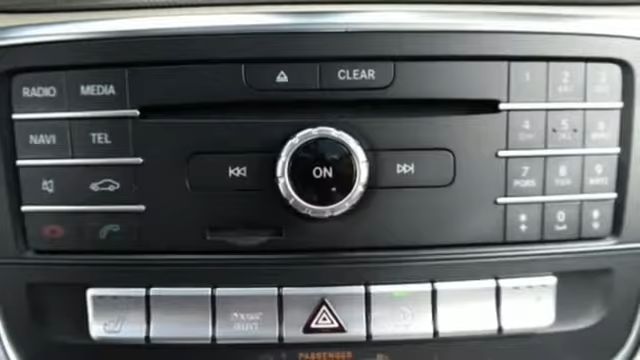 CLEAR
RADIO MEDIA
NAVI TEL
ON
1 2 3
4 5 6
7 8 9
PQRS
* 0 #
PASSENGER